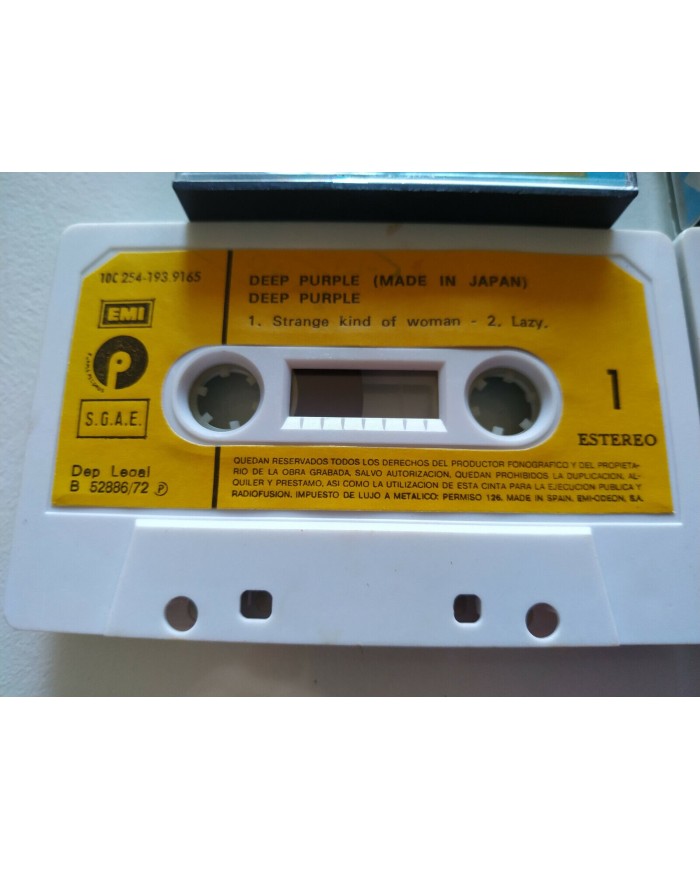 10C 254-193.9165
EMI
P
S.G.A.E.
Dep Legal
B 52886/72 Ⓟ
DEEP PURPLE (MADE IN JAPAN)
DEEP PURPLE
1. Strange kind of woman - 2. Lazy.
1
ESTEREO
QUEDAN RESERVADOS TODOS LOS DERECHOS DEL PRODUCTOR FONOGRAFICO Y DEL PROPIETA-
RIO DE LA OBRA GRABADA, SALVO AUTORIZACION, QUEDAN PROHIBIDOS LA DUPLICACION, AL-
QUILER Y PRESTAMO, ASI COMO LA UTILIZACION DE ESTA CINTA PARA LA EJECUCION PUBLICA Y
RADIOFUSION. IMPUESTO DE LUJO A METALICO: PERMISO 126. MADE IN SPAIN. EMI-ODEON, S.A.